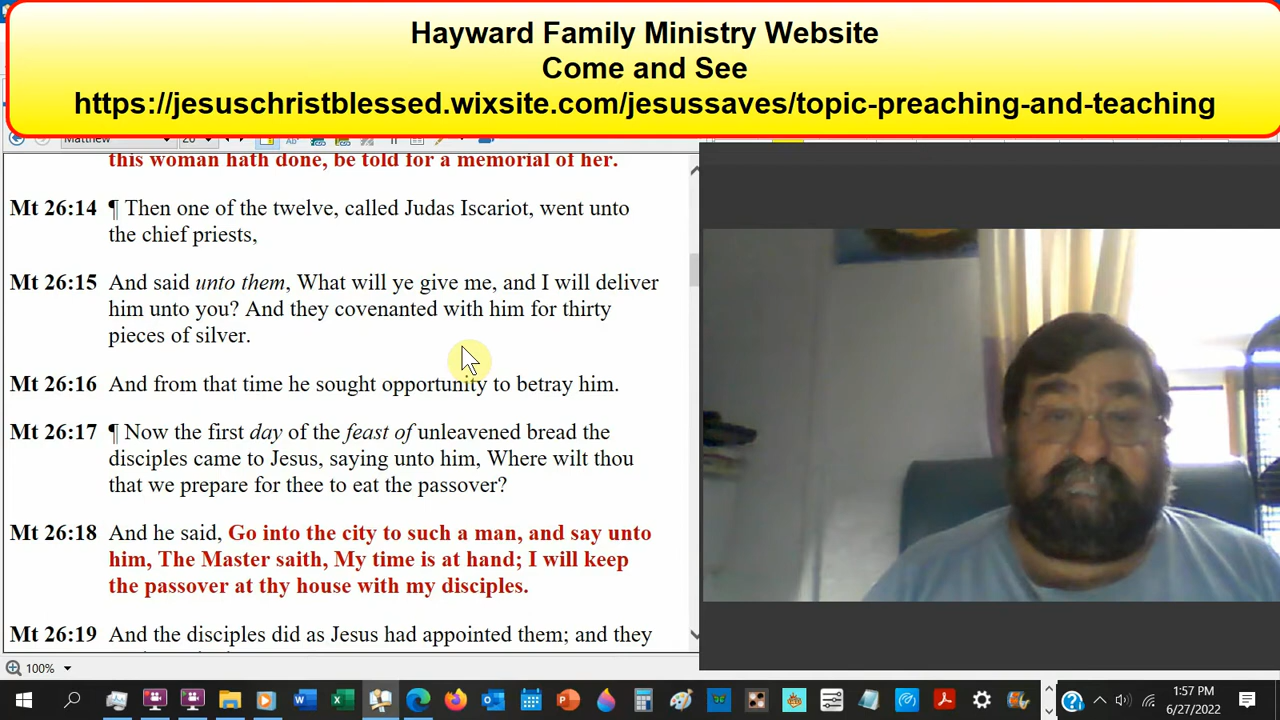 Hayward Family Ministry Website
Come and See
https://jesuschristblessed.wixsite.com/jesussaves/topic-preaching-and-teaching
this woman hath done, be told for a memorial of her.
Mt 26:14 ¶ Then one of the twelve, called Judas Iscariot, went unto
the chief priests,
Mt 26:15 And said unto them, What will ye give me, and I will deliver
him unto you? And they covenanted with him for thirty
pieces of silver.
Mt 26:16 And from that time he sought opportunity to betray him.
Mt 26:17 ¶ Now the first day of the feast of unleavened bread the
disciples came to Jesus, saying unto him, Where wilt thou
that we prepare for thee to eat the passover?
Mt 26:18 And he said, Go into the city to such a man, and say unto
him, The Master saith, My time is at hand; I will keep
the passover at thy house with my disciples.
Mt 26:19 And the disciples did as Jesus had appointed them; and they
100%
1:57 PM
6/27/2022